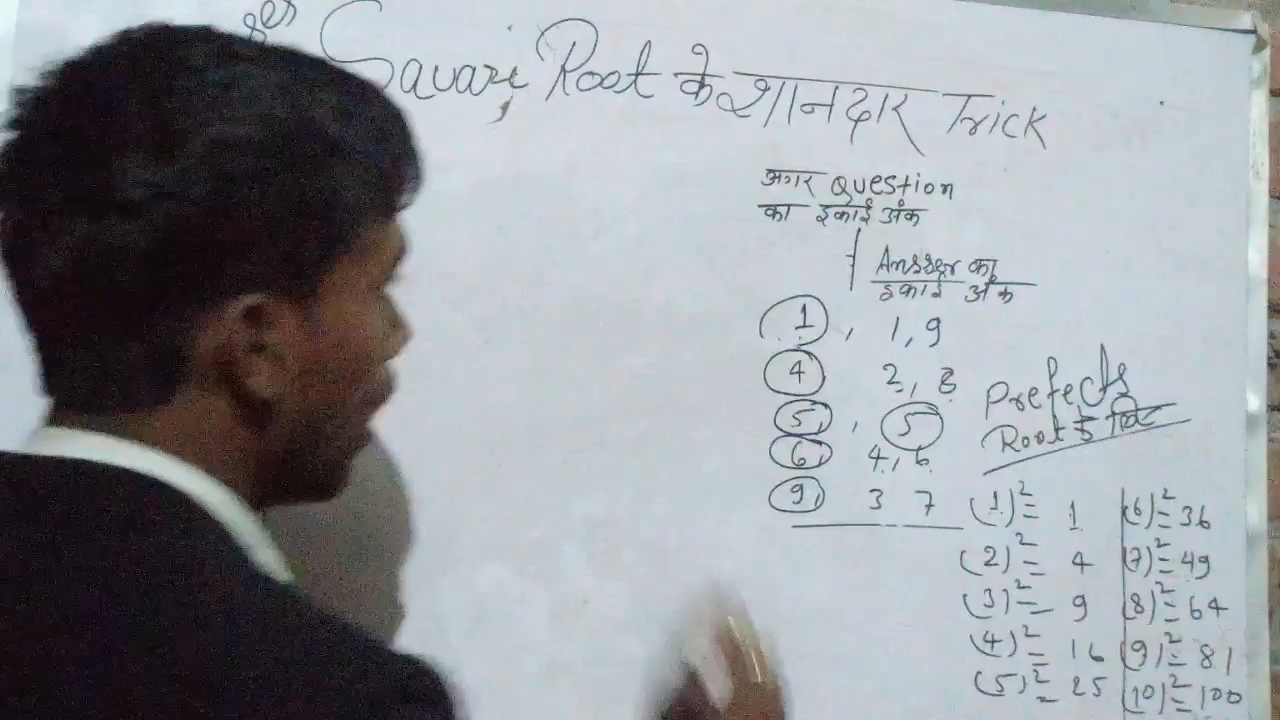 Savari Root के शानदार Trick
अगर Question
का इकाई अंक
Ansser का
इकाई अंक
1, 1, 9
4 2, 8
5, 5
6, 4, 6
9) 3 7
Prefects
Root
(1)² = 1
(2)² = 4
(3)² = 9
(4)² = 16
(5)² = 25
(6)² = 36
(7)² = 49
(8)² = 64
(9)² = 81
(10)² = 100